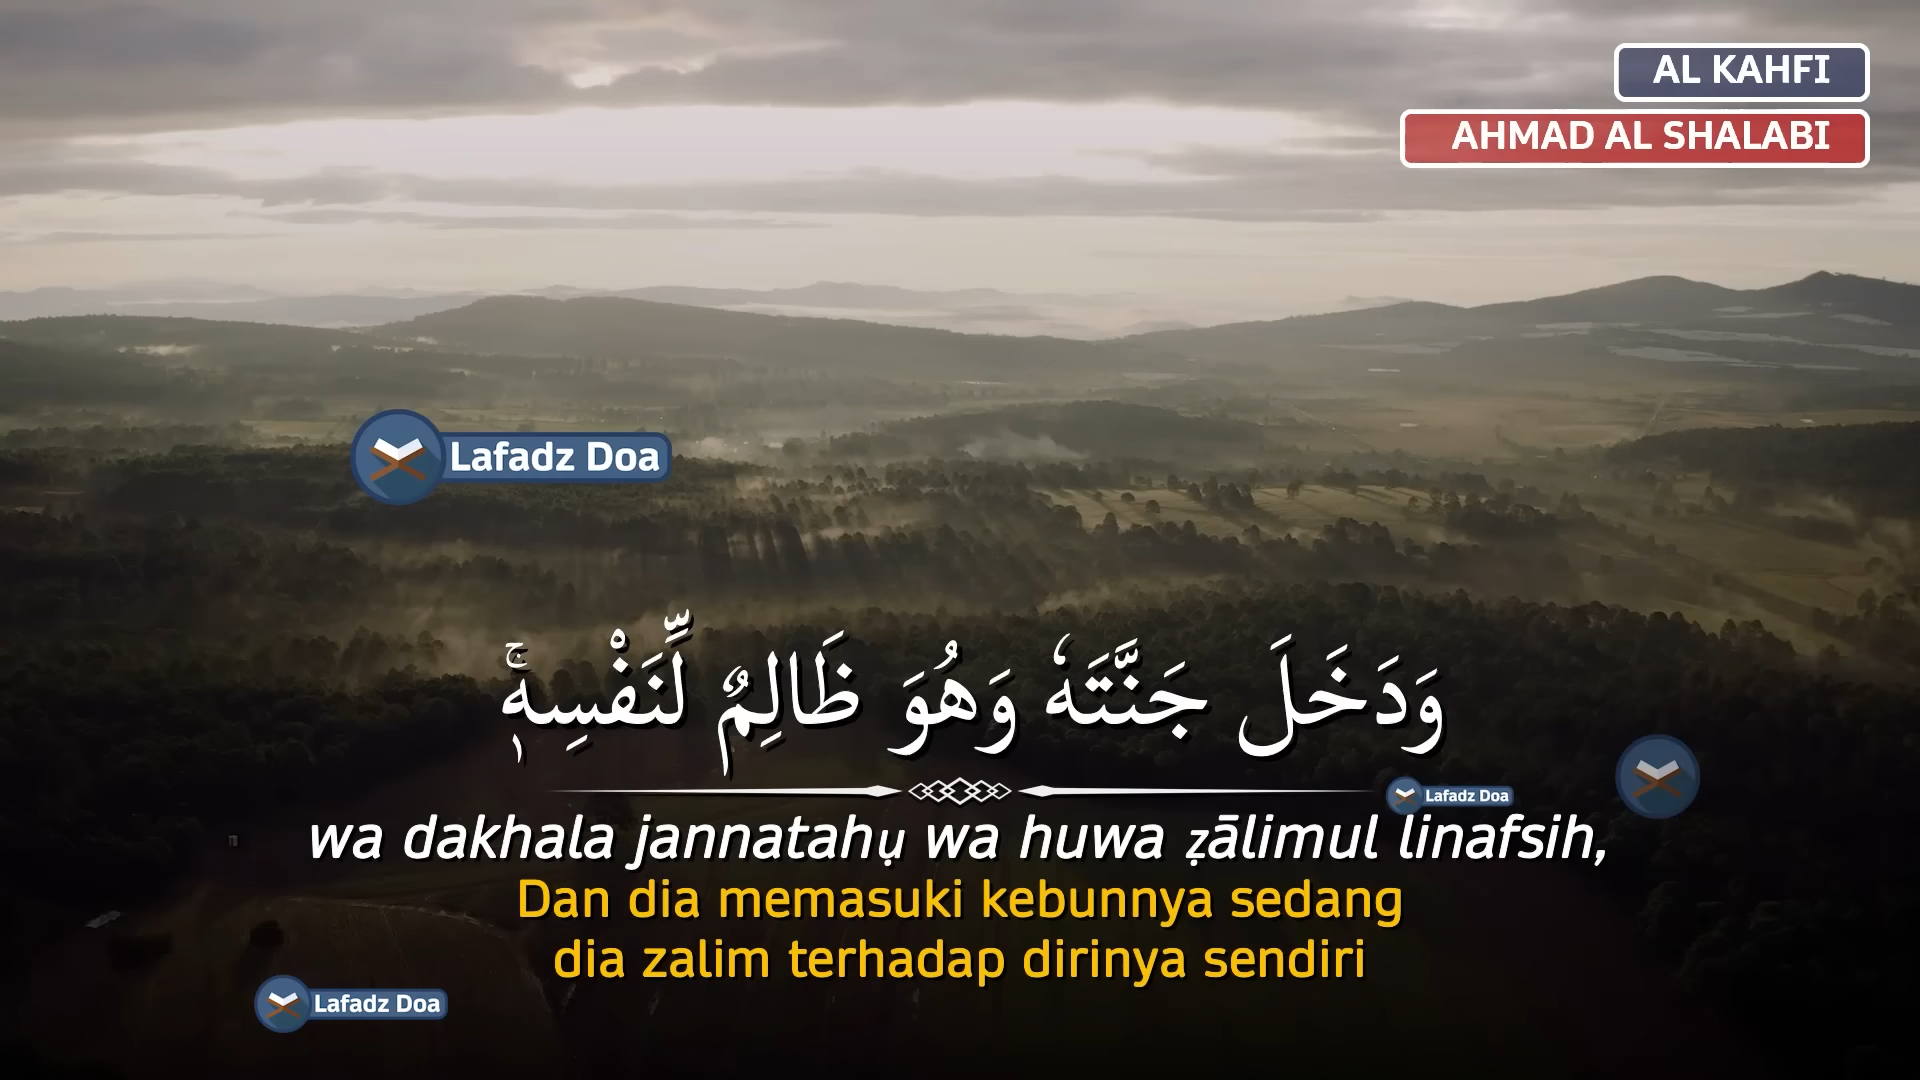 AL KAHFI
AHMAD AL SHALABI
Lafadz Doa
وَدَخَلَ جَنَّتَهٗ وَهُوَ ظَالِمٌ لِّنَفْسِهٖۚ
Lafadz Doa
wa dakhala jannatahụ wa huwa ẓālimul linafsih,
Dan dia memasuki kebunnya sedang
dia zalim terhadap dirinya sendiri
Lafadz Doa